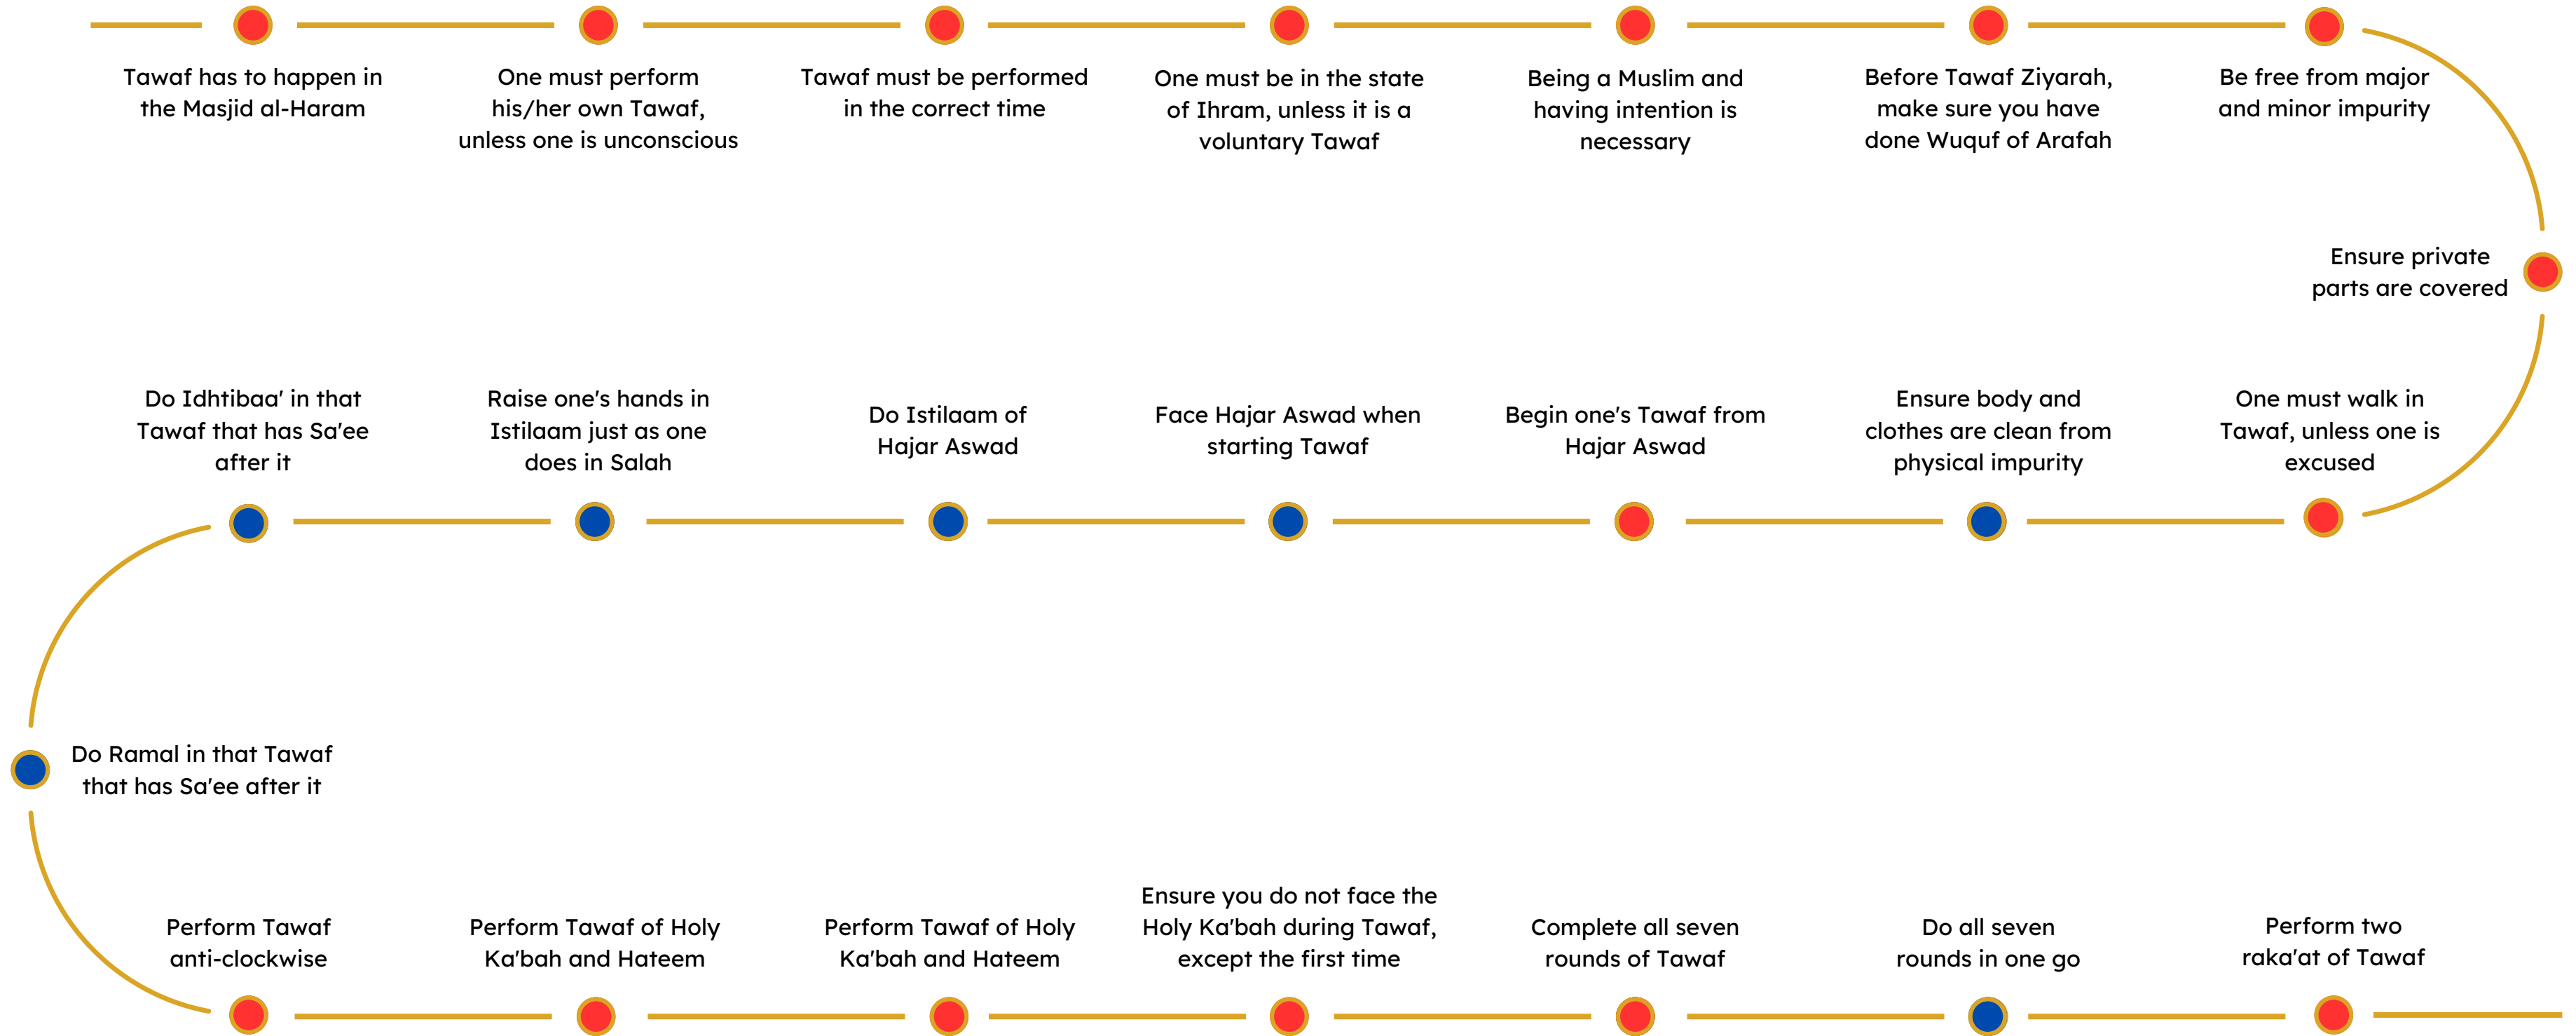 Tawaf has to happen in
the Masjid al-Haram
One must perform
his/her own Tawaf,
unless one is unconscious
Tawaf must be performed
in the correct time
One must be in the state
of Ihram, unless it is a
voluntary Tawaf
Being a Muslim and
having intention is
necessary
Before Tawaf Ziyarah,
make sure you have
done Wuquf of Arafah
Be free from major
and minor impurity
Ensure private
parts are covered
One must walk in
Tawaf, unless one is
excused
Ensure body and
clothes are clean from
physical impurity
Begin one's Tawaf from
Hajar Aswad
Face Hajar Aswad when
starting Tawaf
Do Istilaam of
Hajar Aswad
Raise one's hands in
Istilaam just as one
does in Salah
Do Idhtibaa' in that
Tawaf that has Sa'ee
after it
Do Ramal in that Tawaf
that has Sa'ee after it
Perform Tawaf
anti-clockwise
Perform Tawaf of Holy
Ka'bah and Hateem
Perform Tawaf of Holy
Ka'bah and Hateem
Ensure you do not face the
Holy Ka'bah during Tawaf,
except the first time
Complete all seven
rounds of Tawaf
Do all seven
rounds in one go
Perform two
raka'at of Tawaf